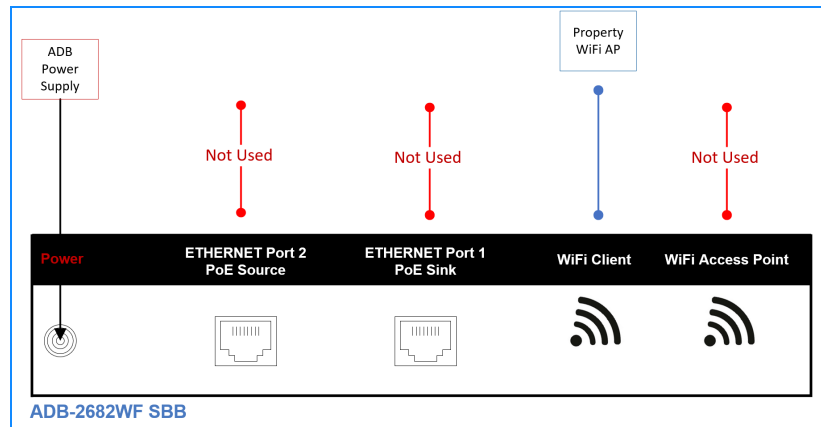 ADB
Power
Supply
Property
WiFi AP
Not Used
Not Used
Not Used
Power
ETHERNET Port 2
PoE Source
ETHERNET Port 1
PoE Sink
WiFi Client
WiFi Access Point
ADB-2682WF SBB